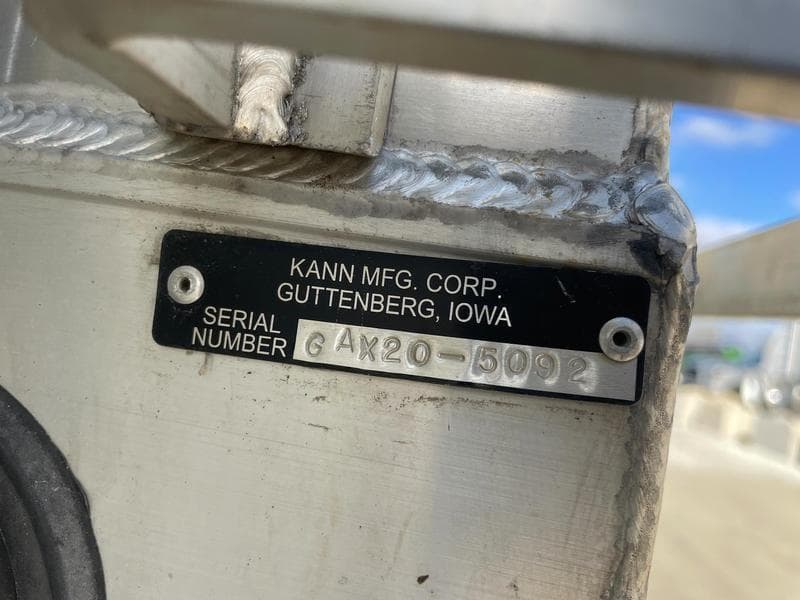 KANN MFG. CORP.
GUTTENBERG, IOWA
SERIAL
NUMBER GAX20-5092